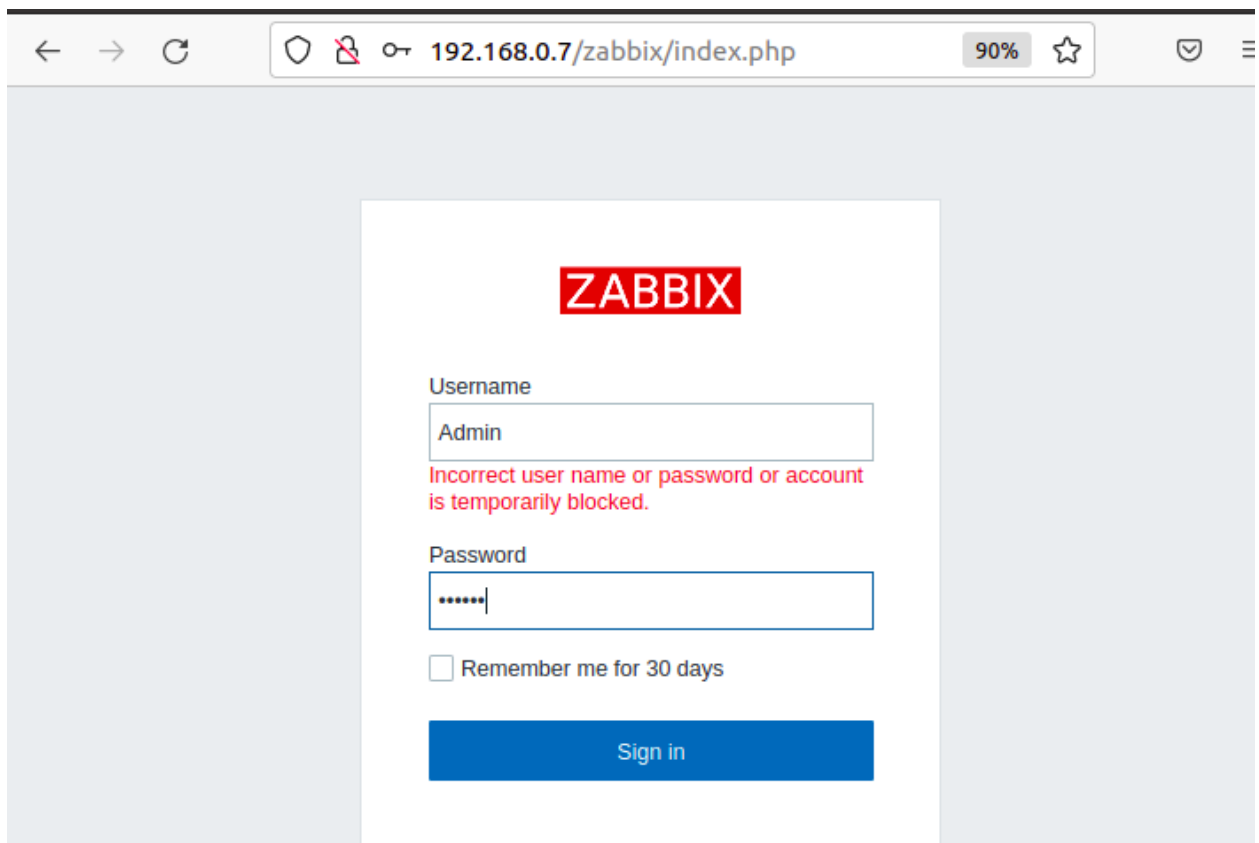 192.168.0.7/zabbix/index.php 90%
ZABBIX
Username
Admin
Incorrect user name or password or account
is temporarily blocked.
Password
••••••
Remember me for 30 days
Sign in